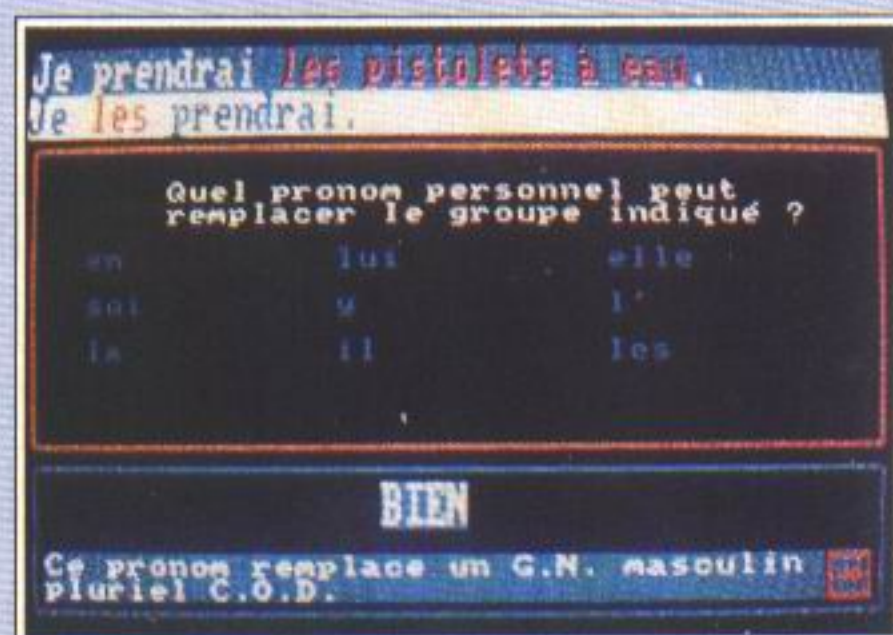 Je prendrai les pistolets à eau.
Je les prendrai.
Quel pronom personnel peut
remplacer le groupe indiqué ?
en lui elle
soi y l'
la il les
BIEN
Ce pronom remplace un G.N. masculin
pluriel C.O.D.